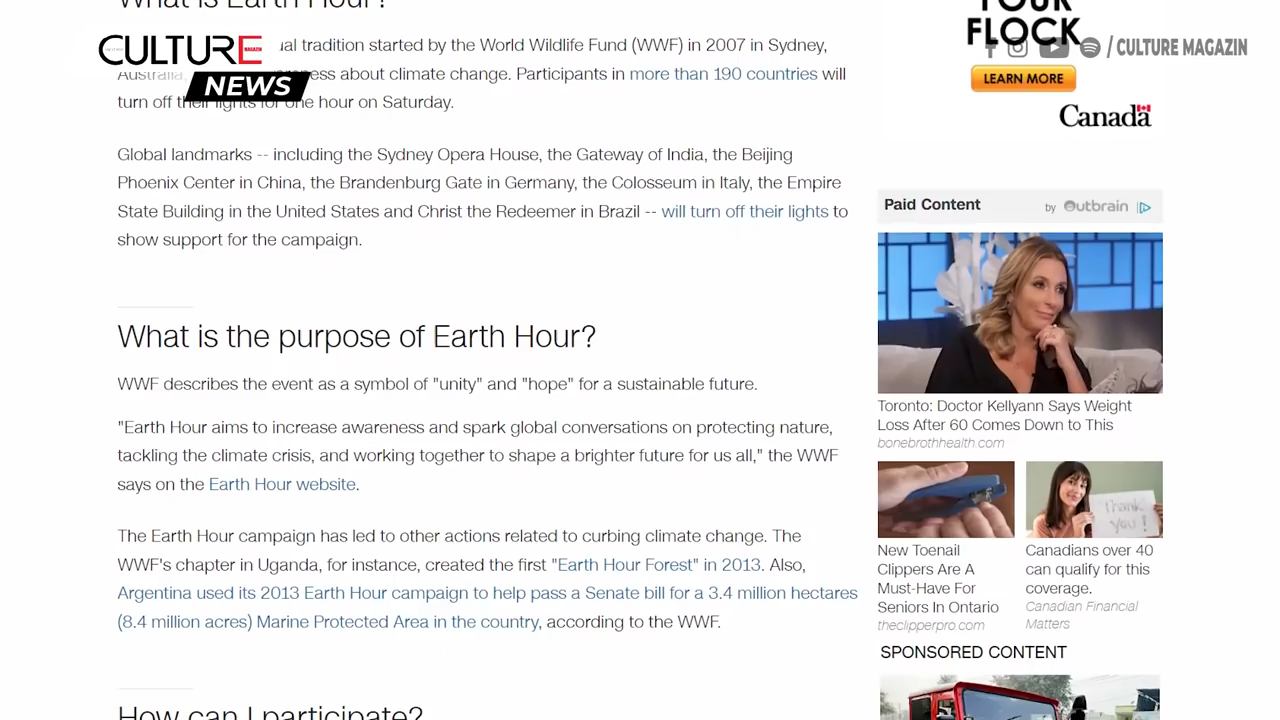 What is Earth Hour?
CULTURE
NEWS
ual tradition started by the World Wildlife Fund (WWF) in 2007 in Sydney,
Australia, ness about climate change. Participants in more than 190 countries will
turn off their lights for one hour on Saturday.
Global landmarks -- including the Sydney Opera House, the Gateway of India, the Beijing
Phoenix Center in China, the Brandenburg Gate in Germany, the Colosseum in Italy, the Empire
State Building in the United States and Christ the Redeemer in Brazil -- will turn off their lights to
show support for the campaign.
What is the purpose of Earth Hour?
WWF describes the event as a symbol of "unity" and "hope" for a sustainable future.
"Earth Hour aims to increase awareness and spark global conversations on protecting nature,
tackling the climate crisis, and working together to shape a brighter future for us all," the WWF
says on the Earth Hour website.
The Earth Hour campaign has led to other actions related to curbing climate change. The
WWF's chapter in Uganda, for instance, created the first "Earth Hour Forest" in 2013. Also,
Argentina used its 2013 Earth Hour campaign to help pass a Senate bill for a 3.4 million hectares
(8.4 million acres) Marine Protected Area in the country, according to the WWF.
How can I participate?
YOUR
FLOCK
/ CULTURE MAGAZIN
LEARN MORE
Canada
Paid Content
by Outbrain
Toronto: Doctor Kellyann Says Weight
Loss After 60 Comes Down to This
bonebrothhealth.com
New Toenail
Clippers Are A
Must-Have For
Seniors In Ontario
theclipperpro.com
Thank
you!
Canadians over 40
can qualify for this
coverage.
Canadian Financial
Matters
SPONSORED CONTENT